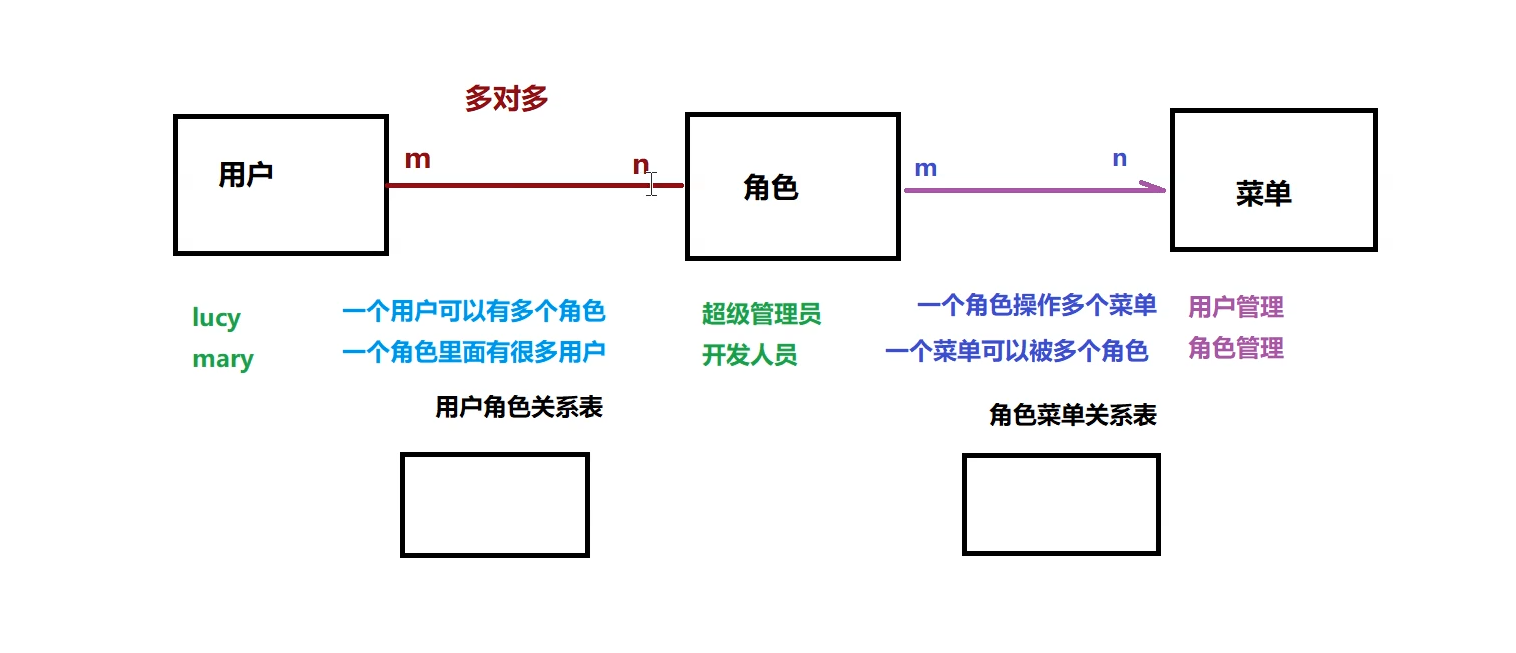 多对多
用户
m
n
角色
m
n
菜单
lucy
mary
一个用户可以有多个角色
一个角色里面有很多用户
超级管理员
开发人员
一个角色操作多个菜单
一个菜单可以被多个角色
用户管理
角色管理
用户角色关系表
角色菜单关系表